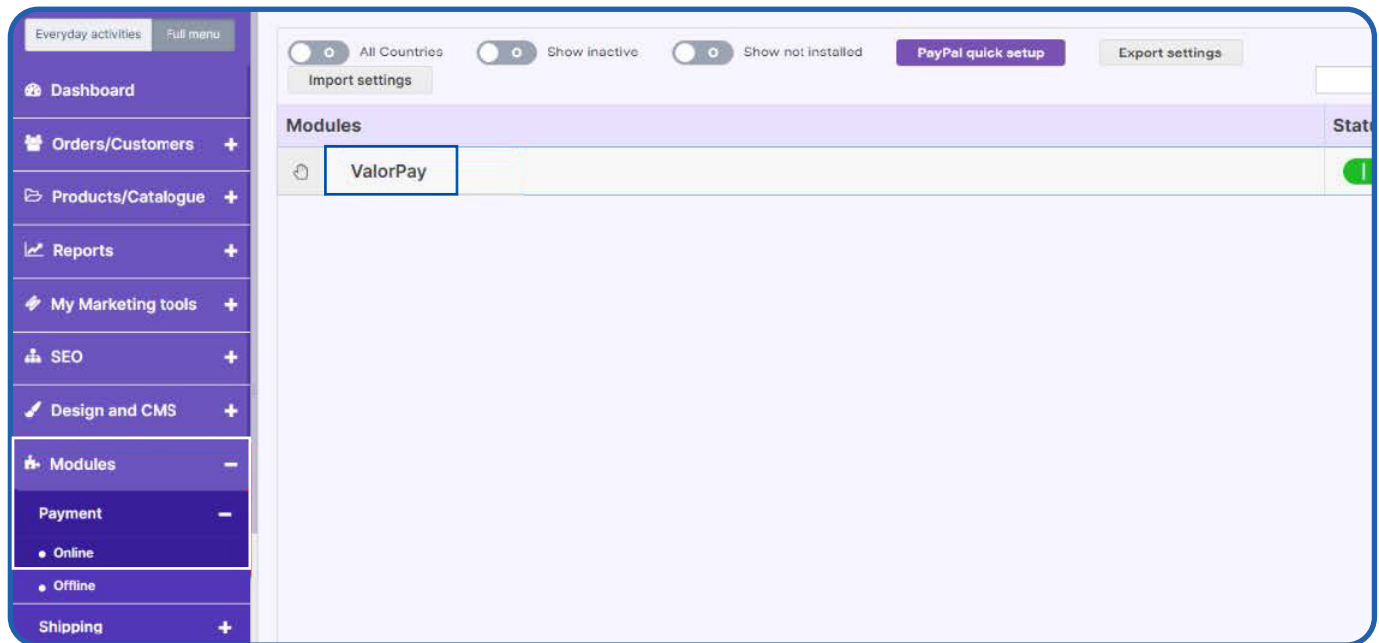 Everyday activities Full menu
Dashboard
Orders/Customers
Products/Catalogue
Reports
My Marketing tools
SEO
Design and CMS
Modules
Payment
Online
Offline
Shipping
All Countries Show inactive Show not installed PayPal quick setup Export settings
Import settings
Modules Statu
ValorPay